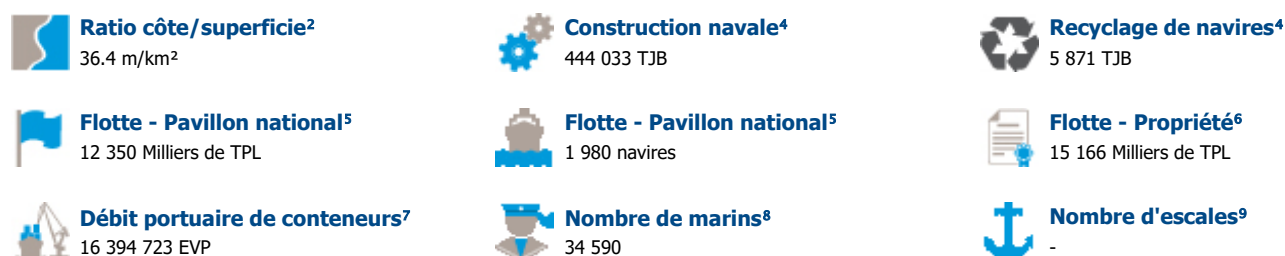 Ratio côte/superficie²
36.4 m/km²
Construction navale⁴
444 033 TJB
Recyclage de navires⁴
5 871 TJB
Flotte - Pavillon national⁵
12 350 Milliers de TPL
Flotte - Pavillon national⁵
1 980 navires
Flotte - Propriété⁶
15 166 Milliers de TPL
Débit portuaire de conteneurs⁷
16 394 723 EVP
Nombre de marins⁸
34 590
Nombre d'escales⁹
-